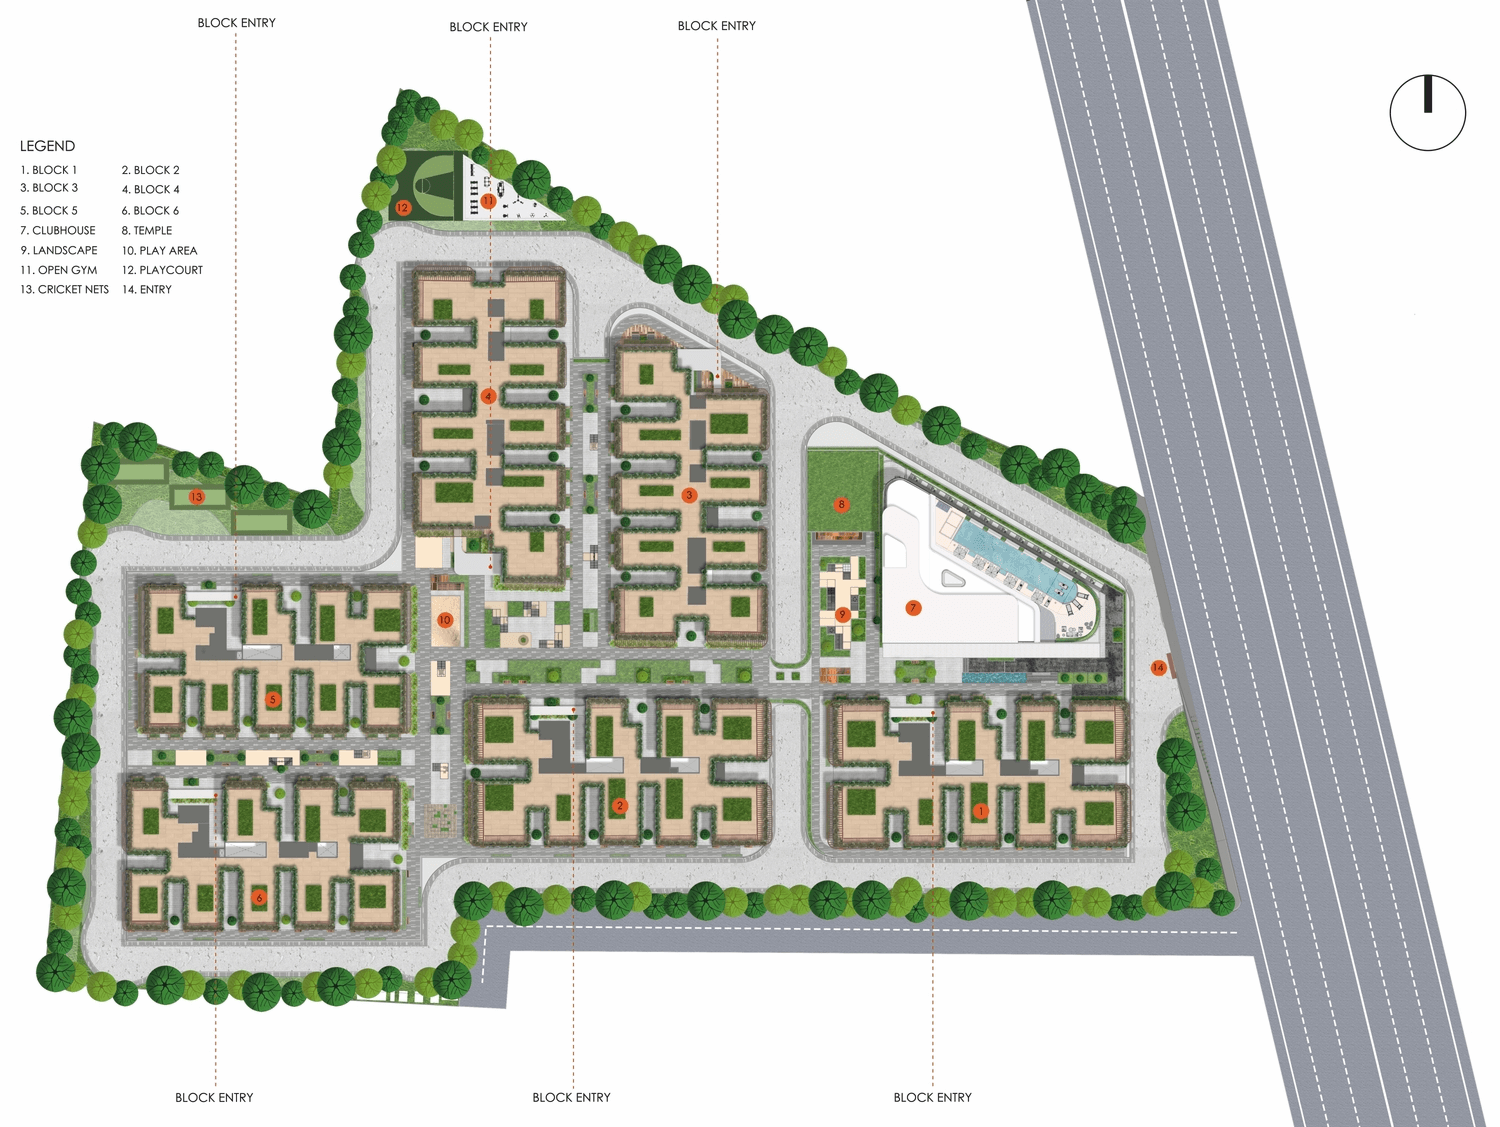 BLOCK ENTRY
BLOCK ENTRY
BLOCK ENTRY
LEGEND
1. BLOCK 1 2. BLOCK 2
3. BLOCK 3 4. BLOCK 4
5. BLOCK 5 6. BLOCK 6
7. CLUBHOUSE 8. TEMPLE
9. LANDSCAPE 10. PLAY AREA
11. OPEN GYM 12. PLAYCOURT
13. CRICKET NETS 14. ENTRY
11
12
4
3
13
8
7
9
10
14
5
2
1
6
BLOCK ENTRY
BLOCK ENTRY
BLOCK ENTRY